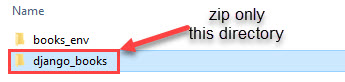 Name
zip only
this directory
books_env
django_books